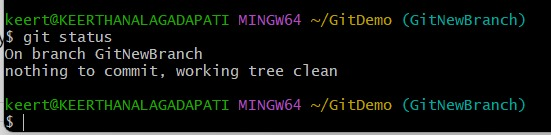 keert@KEERTHANALAGADAPATI MINGW64 ~/GitDemo (GitNewBranch)
$ git status
On branch GitNewBranch
nothing to commit, working tree clean
keert@KEERTHANALAGADAPATI MINGW64 ~/GitDemo (GitNewBranch)
$